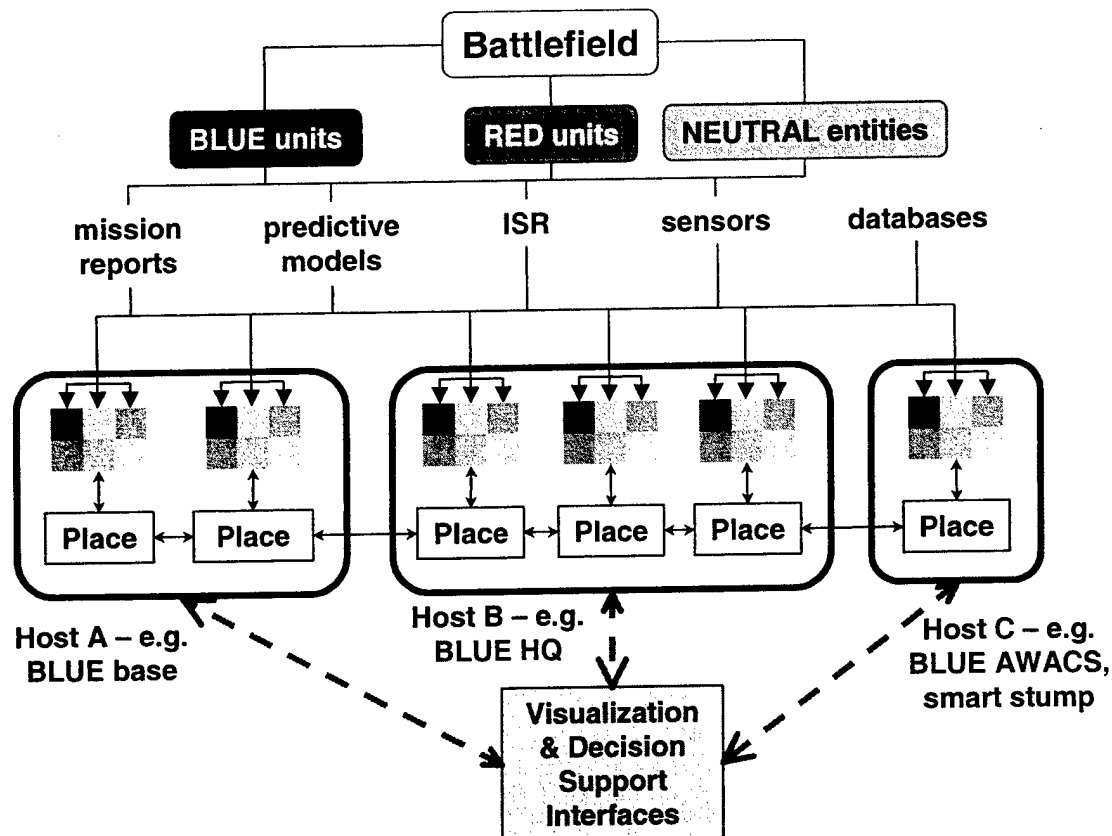 Battlefield
BLUE units
RED units
NEUTRAL entities
mission
reports
predictive
models
ISR
sensors
databases
Place
Place
Place
Place
Place
Place
Host A – e.g.
BLUE base
Host B – e.g.
BLUE HQ
Host C – e.g.
BLUE AWACS,
smart stump
Visualization
& Decision
Support
Interfaces